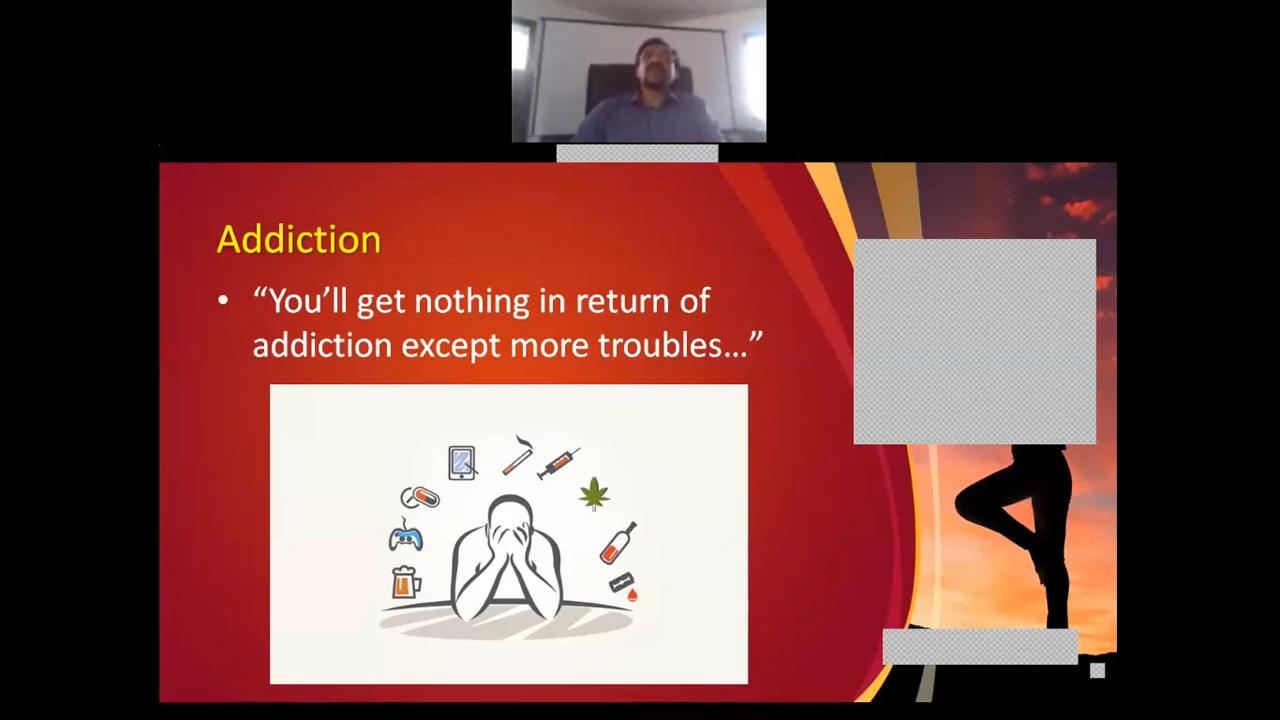 Addiction
• “You’ll get nothing in return of
addiction except more troubles…”